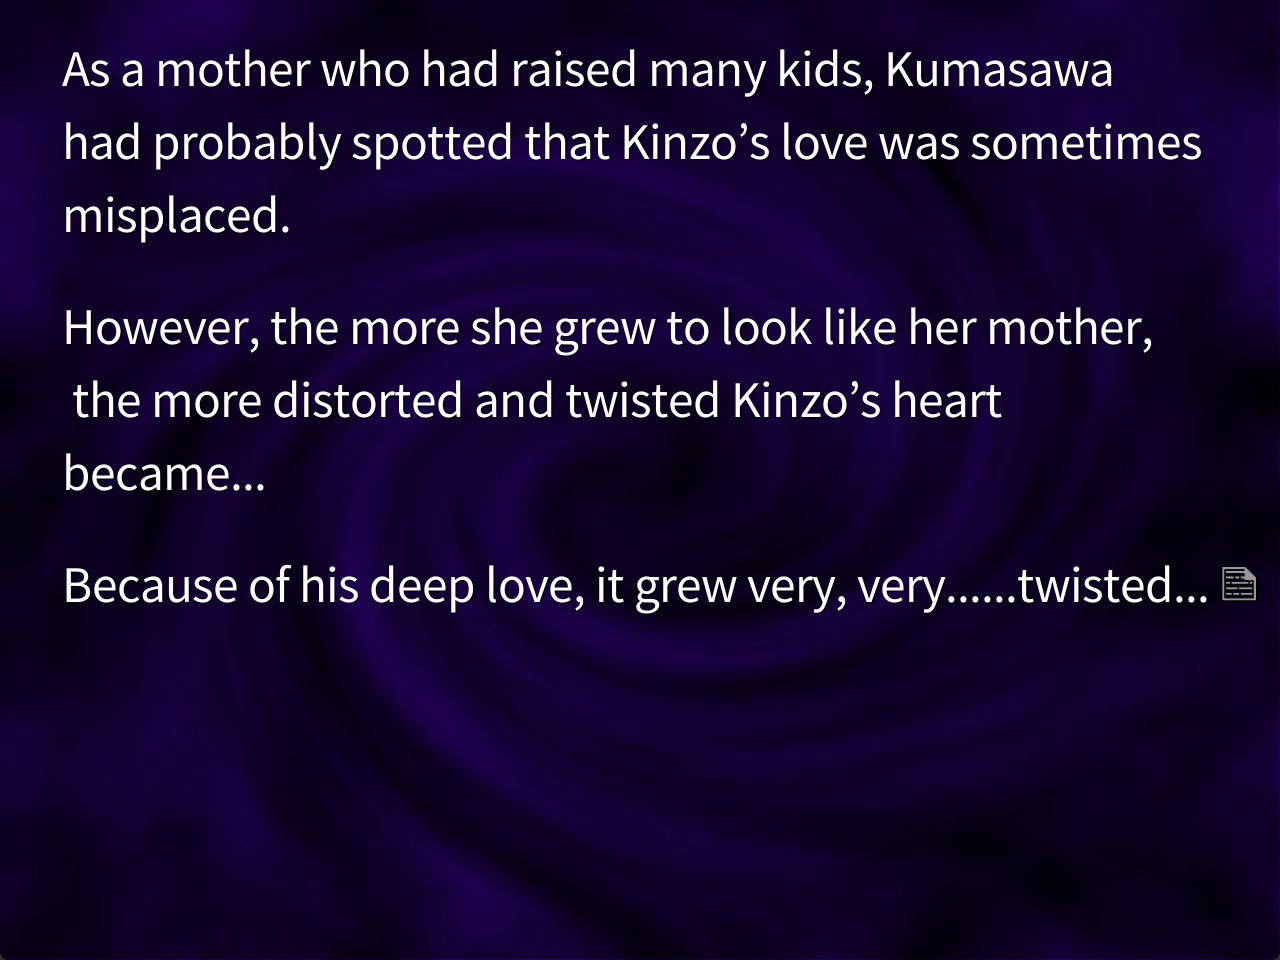 As a mother who had raised many kids, Kumasawa
had probably spotted that Kinzo’s love was sometimes
misplaced.
However, the more she grew to look like her mother,
the more distorted and twisted Kinzo’s heart
became...
Because of his deep love, it grew very, very......twisted...